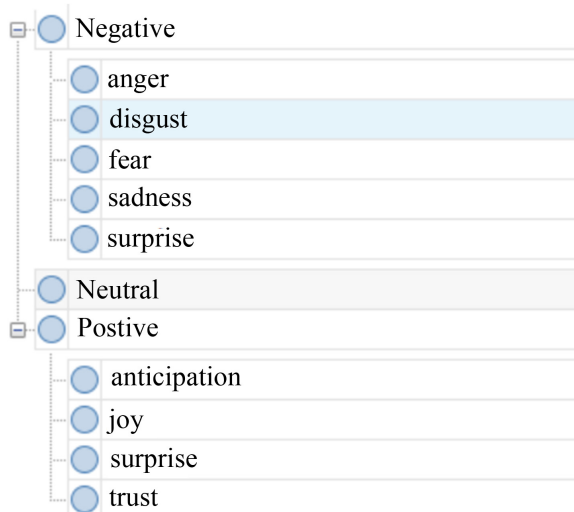 Negative
anger
disgust
fear
sadness
surprise
Neutral
Postive
anticipation
joy
surprise
trust